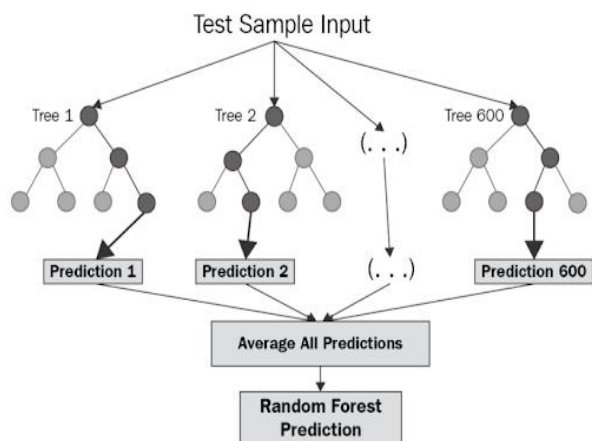 Test Sample Input
Tree 1
Tree 2
(. . .)
Tree 600
Prediction 1
Prediction 2
(. . .)
Prediction 600
Average All Predictions
Random Forest
Prediction